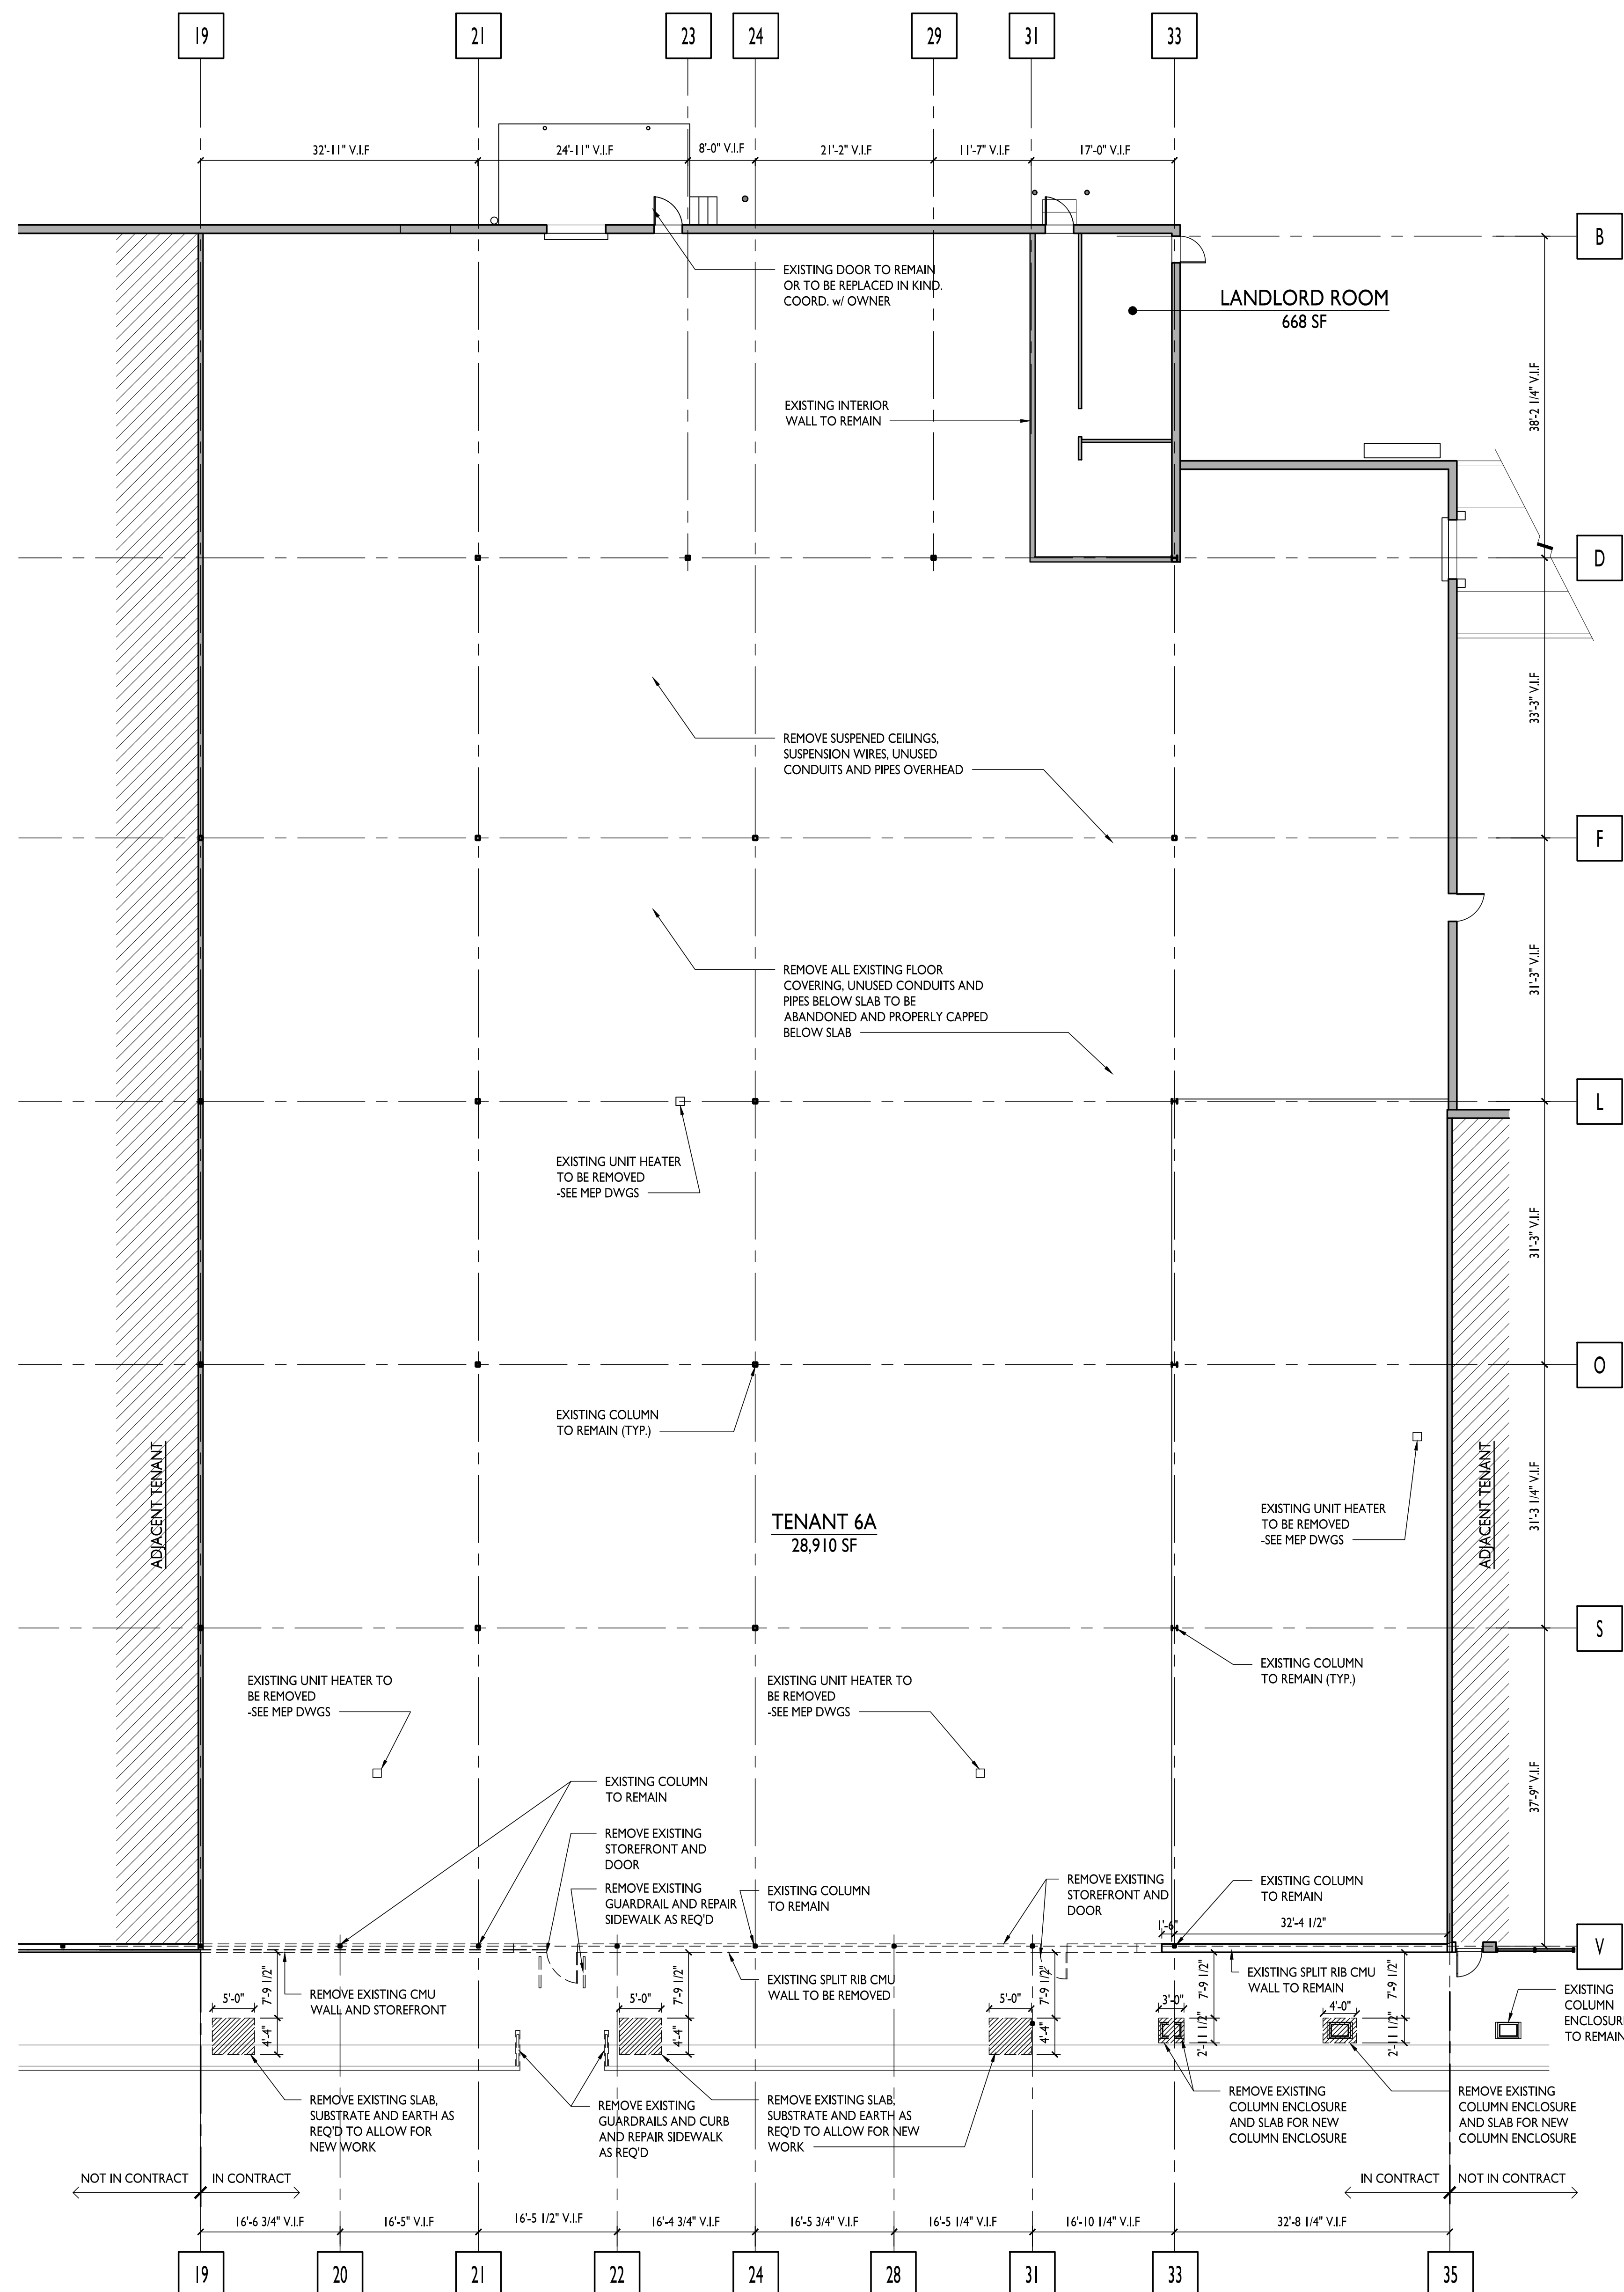 19
21
23
24
29
31
33
32'-11" V.I.F
24'-11" V.I.F
8'-0" V.I.F
21'-2" V.I.F
11'-7" V.I.F
17'-0" V.I.F
B
EXISTING DOOR TO REMAIN
OR TO BE REPLACED IN KIND.
COORD. w/ OWNER
LANDLORD ROOM
668 SF
38'-2 1/4" V.I.F
EXISTING INTERIOR
WALL TO REMAIN
D
33'-3" V.I.F
REMOVE SUSPENED CEILINGS,
SUSPENSION WIRES, UNUSED
CONDUITS AND PIPES OVERHEAD
F
31'-3" V.I.F
REMOVE ALL EXISTING FLOOR
COVERING, UNUSED CONDUITS AND
PIPES BELOW SLAB TO BE
ABANDONED AND PROPERLY CAPPED
BELOW SLAB
L
EXISTING UNIT HEATER
TO BE REMOVED
-SEE MEP DWGS
31'-3" V.I.F
O
EXISTING COLUMN
TO REMAIN (TYP.)
ADJACENT TENANT
TENANT 6A
28,910 SF
EXISTING UNIT HEATER
TO BE REMOVED
-SEE MEP DWGS
ADJACENT TENANT
31'-3 1/4" V.I.F
S
EXISTING COLUMN
TO REMAIN (TYP.)
EXISTING UNIT HEATER TO
BE REMOVED
-SEE MEP DWGS
EXISTING UNIT HEATER TO
BE REMOVED
-SEE MEP DWGS
37'-9" V.I.F
EXISTING COLUMN
TO REMAIN
REMOVE EXISTING
STOREFRONT AND
DOOR
REMOVE EXISTING
GUARDRAIL AND REPAIR
SIDEWALK AS REQ'D
EXISTING COLUMN
TO REMAIN
REMOVE EXISTING
STOREFRONT AND
DOOR
EXISTING COLUMN
TO REMAIN
1'-6"
32'-4 1/2"
V
REMOVE EXISTING CMU
WALL AND STOREFRONT
EXISTING SPLIT RIB CMU
WALL TO BE REMOVED
EXISTING SPLIT RIB CMU
WALL TO REMAIN
EXISTING
COLUMN
ENCLOSURE
TO REMAIN
5'-0"
7'-9 1/2"
4'-4"
5'-0"
7'-9 1/2"
4'-4"
5'-0"
7'-9 1/2"
4'-4"
3'-0"
7'-9 1/2"
2'-11 1/2"
4'-0"
7'-9 1/2"
2'-11 1/2"
REMOVE EXISTING SLAB,
SUBSTRATE AND EARTH AS
REQ'D TO ALLOW FOR
NEW WORK
REMOVE EXISTING
GUARDRAILS AND CURB
AND REPAIR SIDEWALK
AS REQ'D
REMOVE EXISTING SLAB,
SUBSTRATE AND EARTH AS
REQ'D TO ALLOW FOR NEW
WORK
REMOVE EXISTING
COLUMN ENCLOSURE
AND SLAB FOR NEW
COLUMN ENCLOSURE
REMOVE EXISTING
COLUMN ENCLOSURE
AND SLAB FOR NEW
COLUMN ENCLOSURE
NOT IN CONTRACT
IN CONTRACT
IN CONTRACT
NOT IN CONTRACT
16'-6 3/4" V.I.F
16'-5" V.I.F
16'-5 1/2" V.I.F
16'-4 3/4" V.I.F
16'-5 3/4" V.I.F
16'-5 1/4" V.I.F
16'-10 1/4" V.I.F
32'-8 1/4" V.I.F
19
20
21
22
24
28
31
33
35